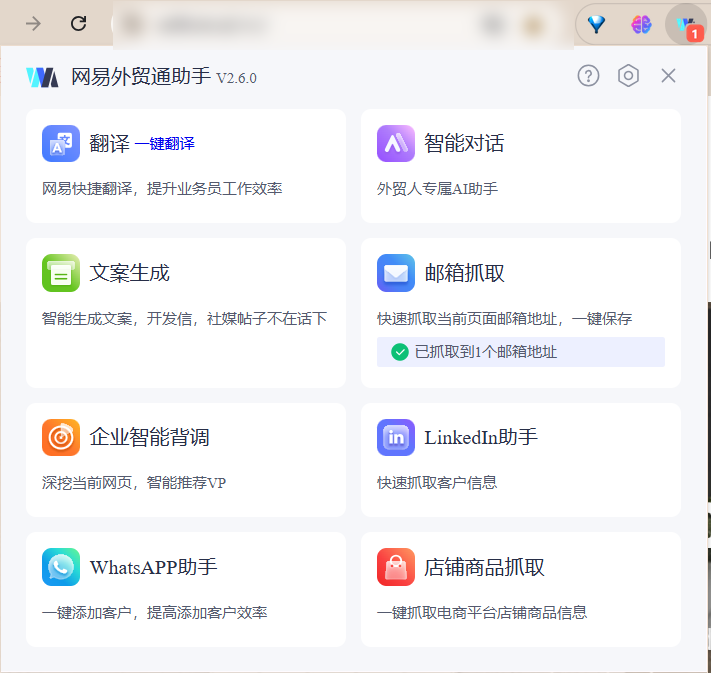 1
网易外贸通助手 V2.6.0
翻译 一键翻译
网易快捷翻译，提升业务员工作效率
智能对话
外贸人专属AI助手
文案生成
智能生成文案，开发信，社媒帖子不在话下
邮箱抓取
快速抓取当前页面邮箱地址，一键保存
已抓取到1个邮箱地址
企业智能背调
深挖当前网页，智能推荐VP
LinkedIn助手
快速抓取客户信息
WhatsAPP助手
一键添加客户，提高添加客户效率
店铺商品抓取
一键抓取电商平台店铺商品信息